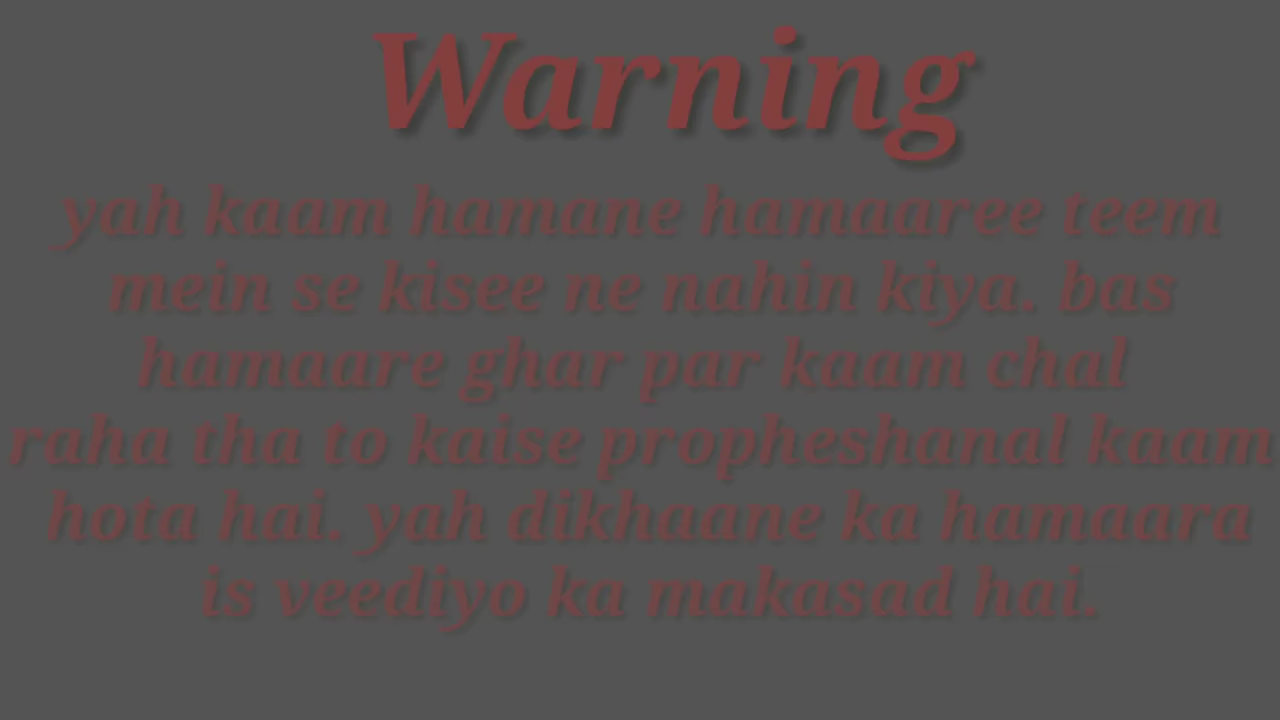 Warning
yah kaam hamane hamaaree teem
mein se kisee ne nahin kiya. bas
hamaare ghar par kaam chal
raha tha to kaise propheshanal kaam
hota hai. yah dikhaane ka hamaara
is veediyo ka makasad hai.